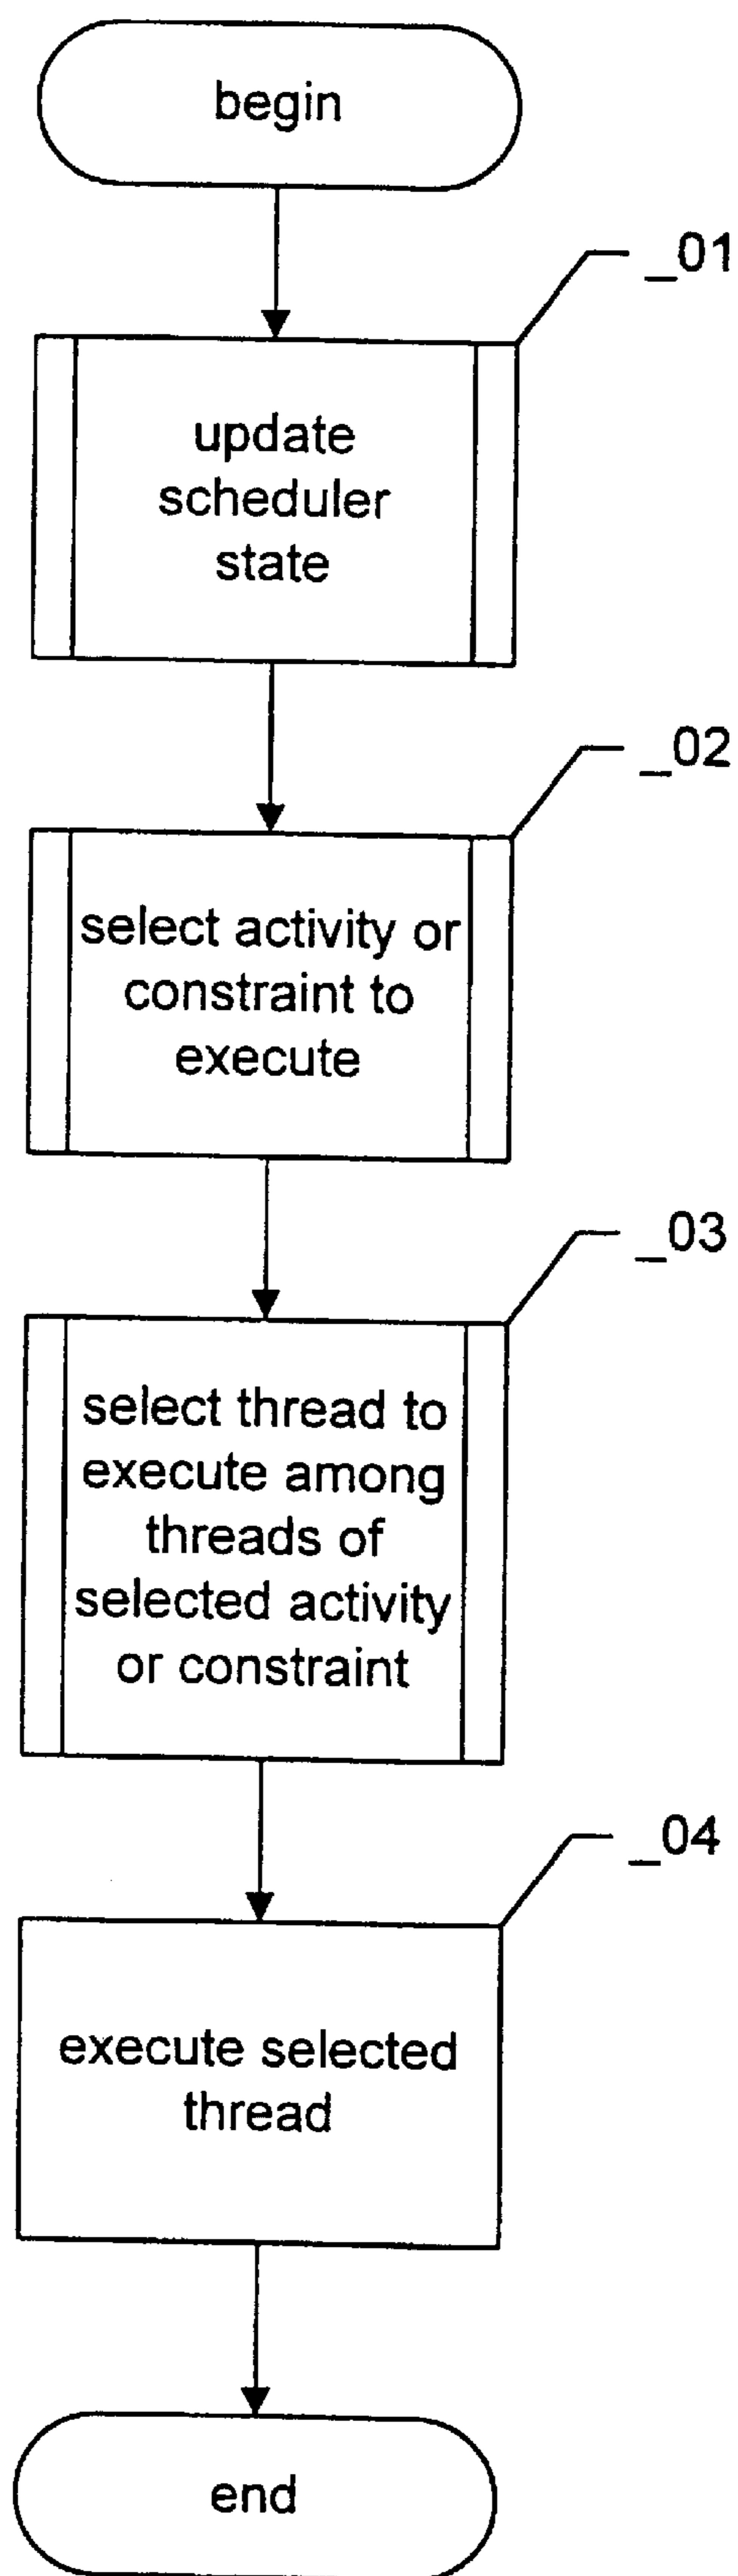 begin
_01
update
scheduler
state
_02
select activity or
constraint to
execute
_03
select thread to
execute among
threads of
selected activity
or constraint
_04
execute selected
thread
end